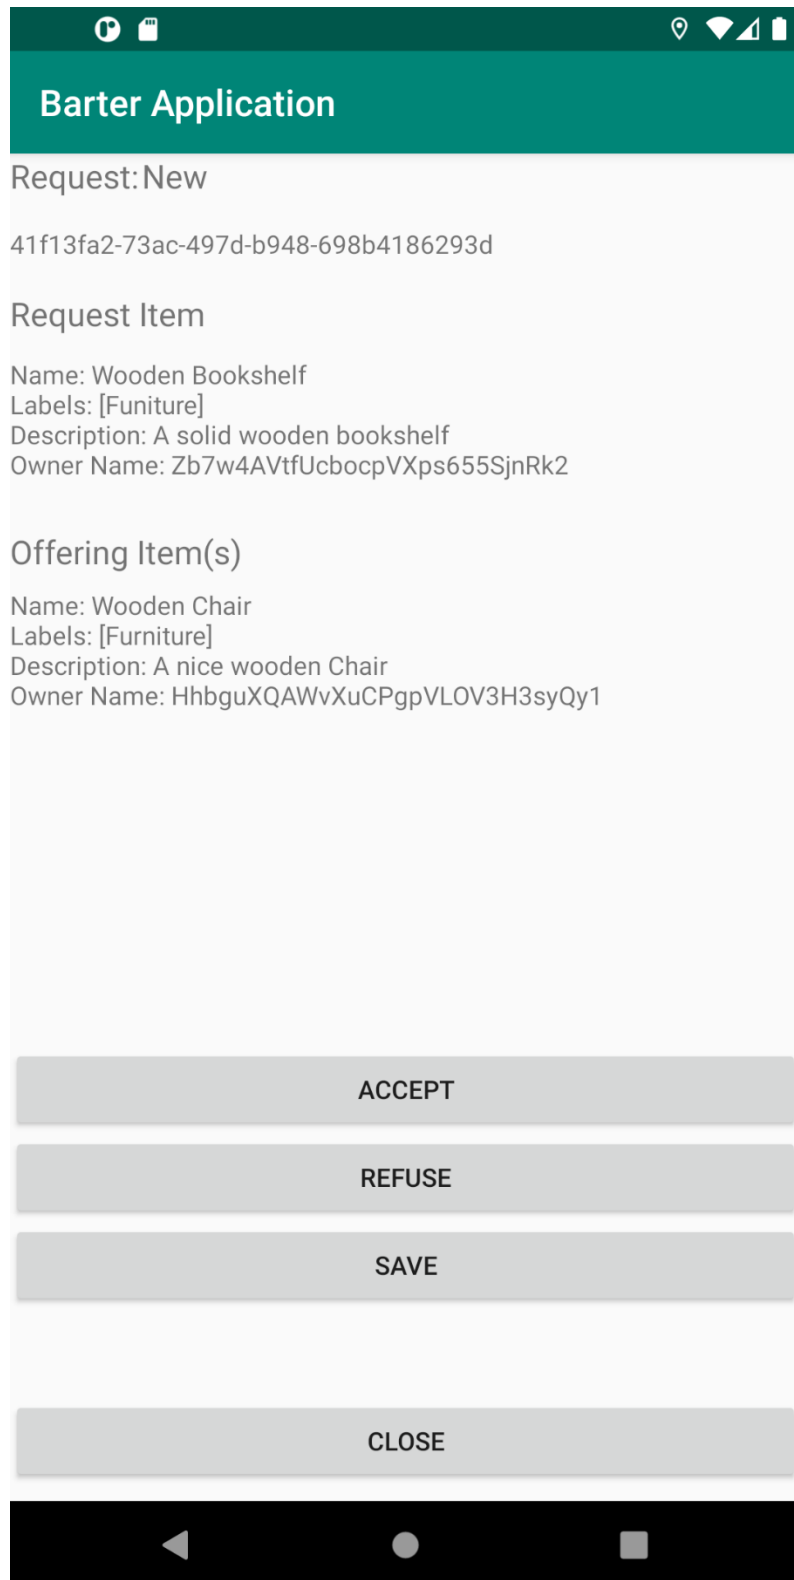 Barter Application
Request: New
41f13fa2-73ac-497d-b948-698b4186293d
Request Item
Name: Wooden Bookshelf
Labels: [Funiture]
Description: A solid wooden bookshelf
Owner Name: Zb7w4AVtfUcbocpVXps655SjnRk2
Offering Item(s)
Name: Wooden Chair
Labels: [Furniture]
Description: A nice wooden Chair
Owner Name: HhbguXQAWvXuCPgpVLOV3H3syQy1
ACCEPT
REFUSE
SAVE
CLOSE